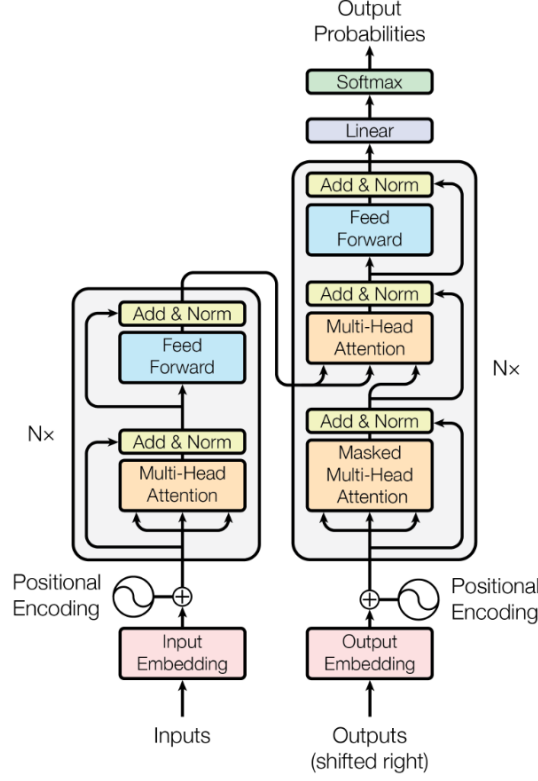 Output
Probabilities
Softmax
Linear
Add & Norm
Feed
Forward
Add & Norm
Multi-Head
Attention
Add & Norm
Masked
Multi-Head
Attention
N×
Add & Norm
Feed
Forward
Add & Norm
Multi-Head
Attention
N×
Positional
Encoding
Positional
Encoding
Input
Embedding
Output
Embedding
Inputs
Outputs
(shifted right)